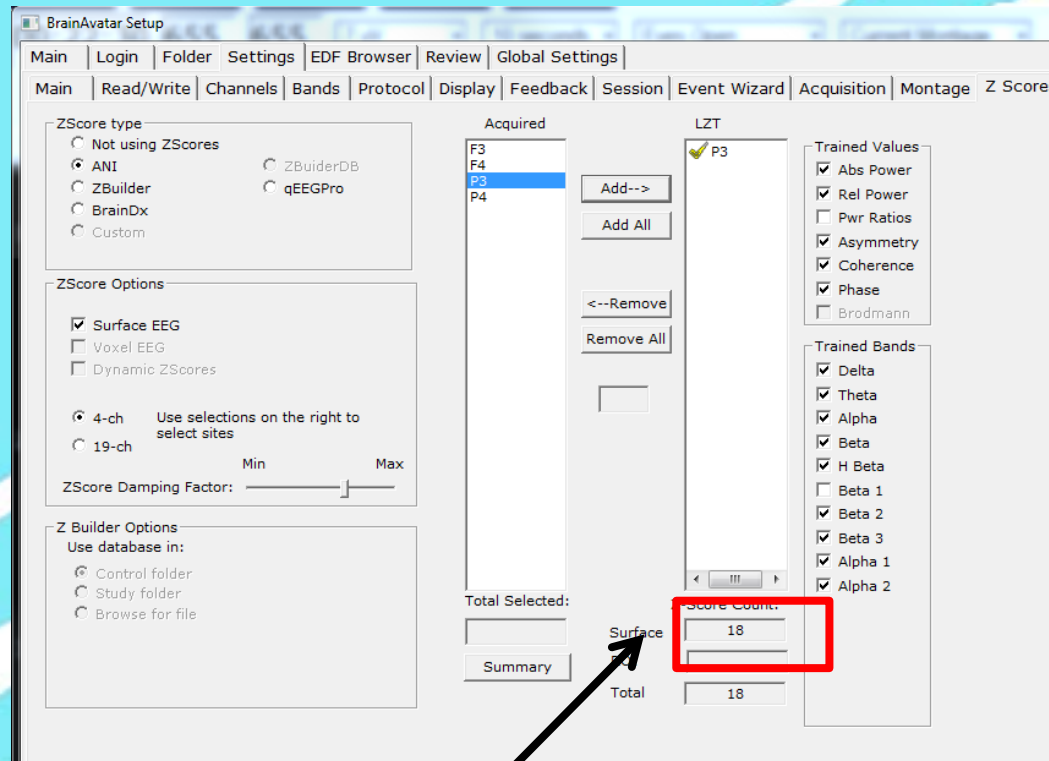 BrainAvatar Setup
Main Login Folder Settings EDF Browser Review Global Settings
Main Read/Write Channels Bands Protocol Display Feedback Session Event Wizard Acquisition Montage Z Score
ZScore type
Not using ZScores
ANI ZBuiderDB
ZBuilder qEEGPro
BrainDx
Custom
ZScore Options
Surface EEG
Voxel EEG
Dynamic ZScores
4-ch Use selections on the right to
19-ch select sites
Min Max
ZScore Damping Factor:
Z Builder Options
Use database in:
Control folder
Study folder
Browse for file
Acquired
F3
F4
P3
P4
Total Selected:
Summary
Add-->
Add All
<--Remove
Remove All
LZT
P3
Score Count:
Surface 18
Total 18
Trained Values
Abs Power
Rel Power
Pwr Ratios
Asymmetry
Coherence
Phase
Brodmann
Trained Bands
Delta
Theta
Alpha
Beta
H Beta
Beta 1
Beta 2
Beta 3
Alpha 1
Alpha 2